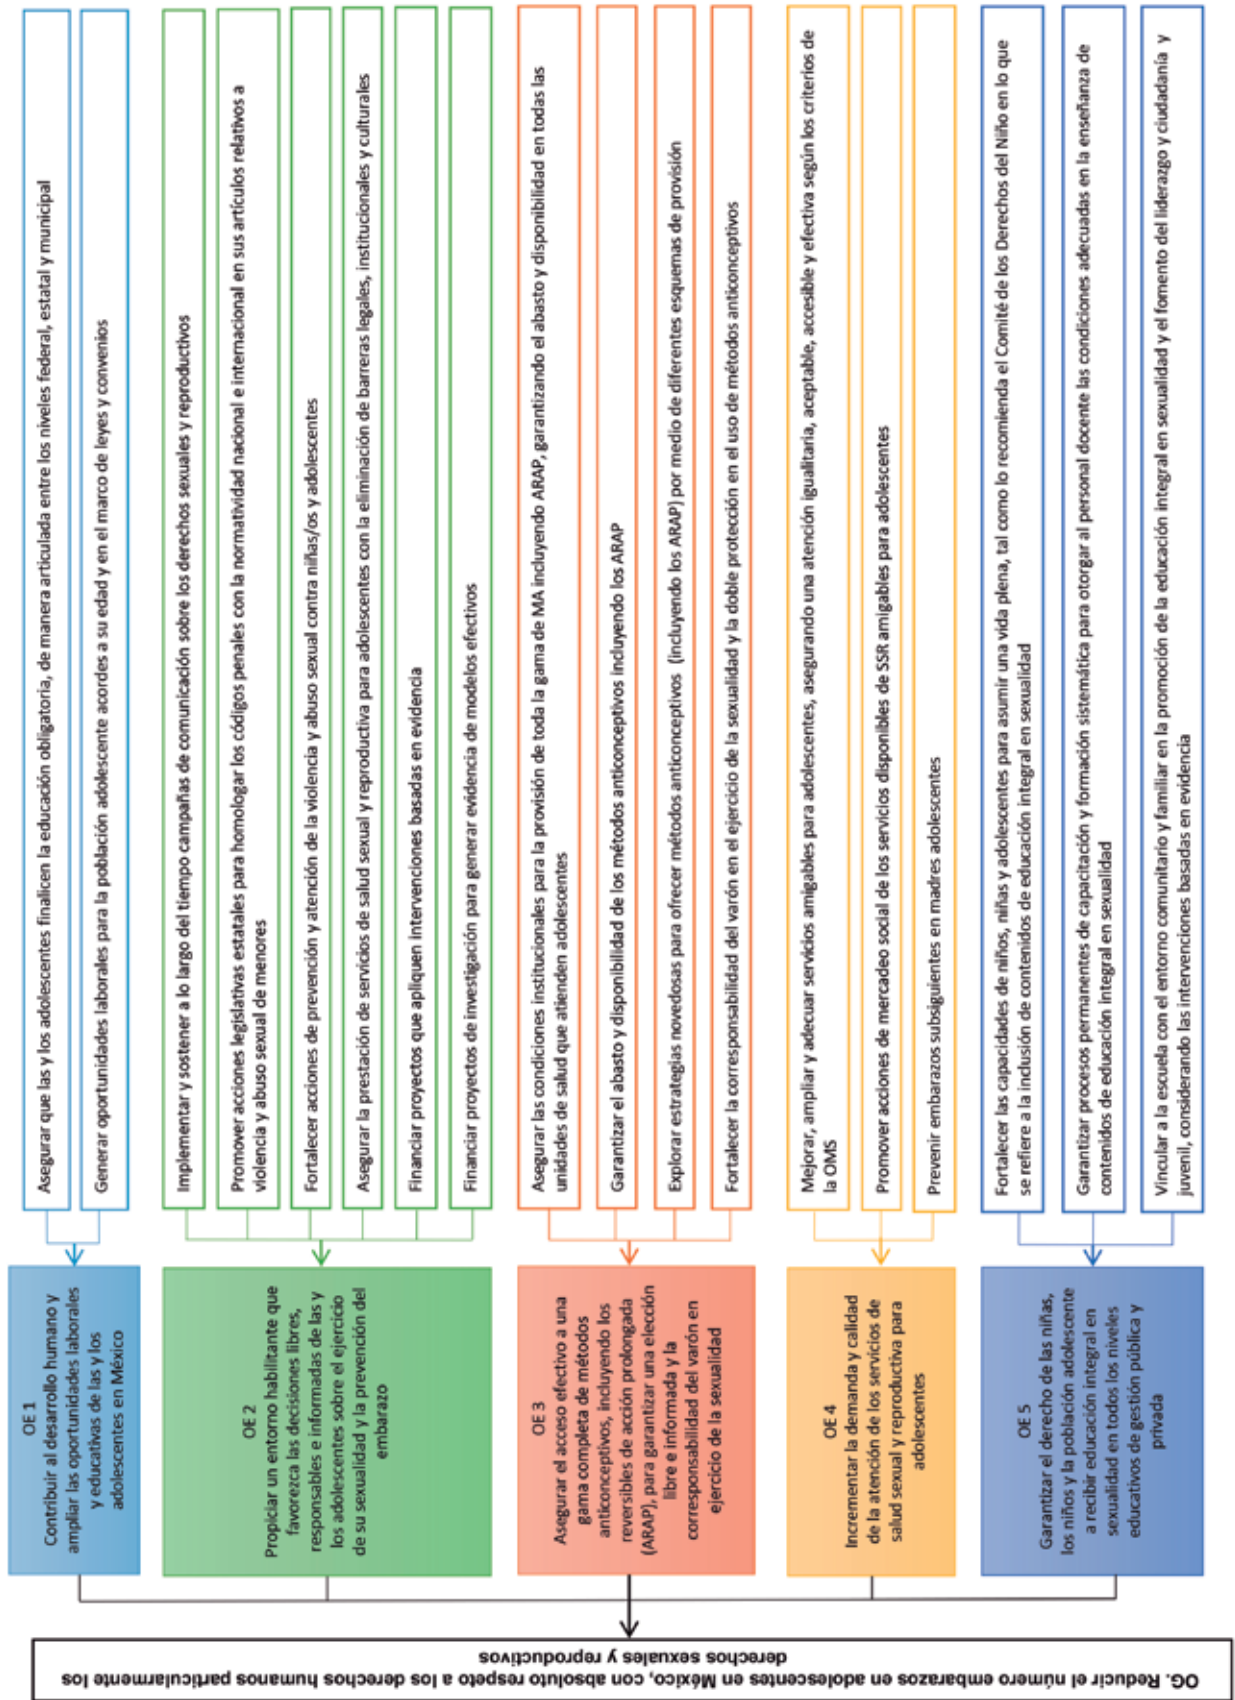 OG. Reducir el número embarazos en adolescentes en México, con absoluto respeto a los derechos humanos particularmente los
derechos sexuales y reproductivos
OE 1
Contribuir al desarrollo humano y
ampliar las oportunidades laborales
y educativas de las y los
adolescentes en México
Asegurar que las y los adolescentes finalicen la educación obligatoria, de manera articulada entre los niveles federal, estatal y municipal
Generar oportunidades laborales para la población adolescente acordes a su edad y en el marco de leyes y convenios
OE 2
Propiciar un entorno habilitante que
favorezca las decisiones libres,
responsables e informadas de las y
los adolescentes sobre el ejercicio
de su sexualidad y la prevención del
embarazo
Implementar y sostener a lo largo del tiempo campañas de comunicación sobre los derechos sexuales y reproductivos
Promover acciones legislativas estatales para homologar los códigos penales con la normatividad nacional e internacional en sus artículos relativos a
violencia y abuso sexual de menores
Fortalecer acciones de prevención y atención de la violencia y abuso sexual contra niñas/os y adolescentes
Asegurar la prestación de servicios de salud sexual y reproductiva para adolescentes con la eliminación de barreras legales, institucionales y culturales
Financiar proyectos que apliquen intervenciones basadas en evidencia
Financiar proyectos de investigación para generar evidencia de modelos efectivos
OE 3
Asegurar el acceso efectivo a una
gama completa de métodos
anticonceptivos, incluyendo los
reversibles de acción prolongada
(ARAP), para garantizar una elección
libre e informada y la
corresponsabilidad del varón en
ejercicio de la sexualidad
Asegurar las condiciones institucionales para la provisión de toda la gama de MA incluyendo ARAP, garantizando el abasto y disponibilidad en todas las
unidades de salud que atienden adolescentes
Garantizar el abasto y disponibilidad de los métodos anticonceptivos incluyendo los ARAP
Explorar estrategias novedosas para ofrecer métodos anticonceptivos (incluyendo los ARAP) por medio de diferentes esquemas de provisión
Fortalecer la corresponsabilidad del varón en el ejercicio de la sexualidad y la doble protección en el uso de métodos anticonceptivos
OE 4
Incrementar la demanda y calidad
de la atención de los servicios de
salud sexual y reproductiva para
adolescentes
Mejorar, ampliar y adecuar servicios amigables para adolescentes, asegurando una atención igualitaria, aceptable, accesible y efectiva según los criterios de
la OMS
Promover acciones de mercadeo social de los servicios disponibles de SSR amigables para adolescentes
Prevenir embarazos subsiguientes en madres adolescentes
OE 5
Garantizar el derecho de las niñas,
los niños y la población adolescente
a recibir educación integral en
sexualidad en todos los niveles
educativos de gestión pública y
privada
Fortalecer las capacidades de niños, niñas y adolescentes para asumir una vida plena, tal como lo recomienda el Comité de los Derechos del Niño en lo que
se refiere a la inclusión de contenidos de educación integral en sexualidad
Garantizar procesos permanentes de capacitación y formación sistemática para otorgar al personal docente las condiciones adecuadas en la enseñanza de
contenidos de educación integral en sexualidad
Vincular a la escuela con el entorno comunitario y familiar en la promoción de la educación integral en sexualidad y el fomento del liderazgo y ciudadanía y
juvenil, considerando las intervenciones basadas en evidencia